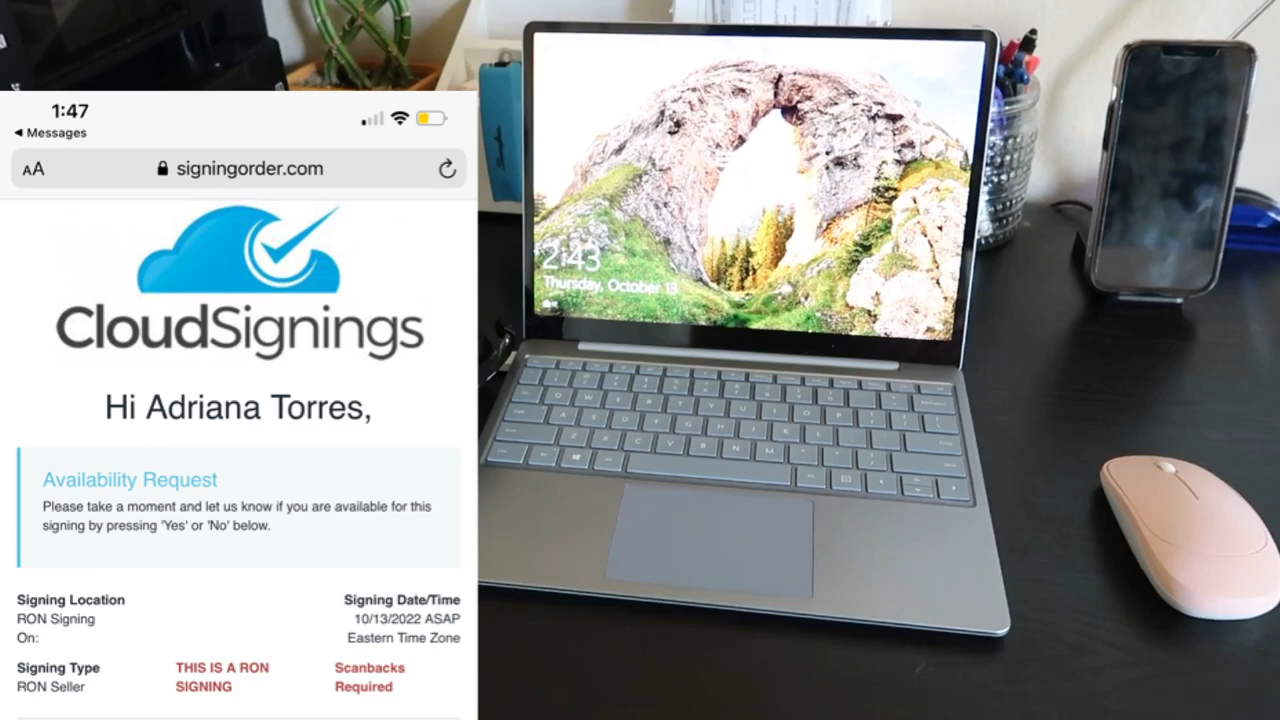 1:47
◀ Messages
AA
signingorder.com
CloudSignings
Hi Adriana Torres,
Availability Request
Please take a moment and let us know if you are available for this
signing by pressing 'Yes' or 'No' below.
Signing Location
RON Signing
On:
Signing Date/Time
10/13/2022 ASAP
Eastern Time Zone
Signing Type
RON Seller
THIS IS A RON
SIGNING
Scanbacks
Required
2:43
Thursday, October 13
Q W E R T Y U I O P
A S D F G H J K L
Z X C V B N M